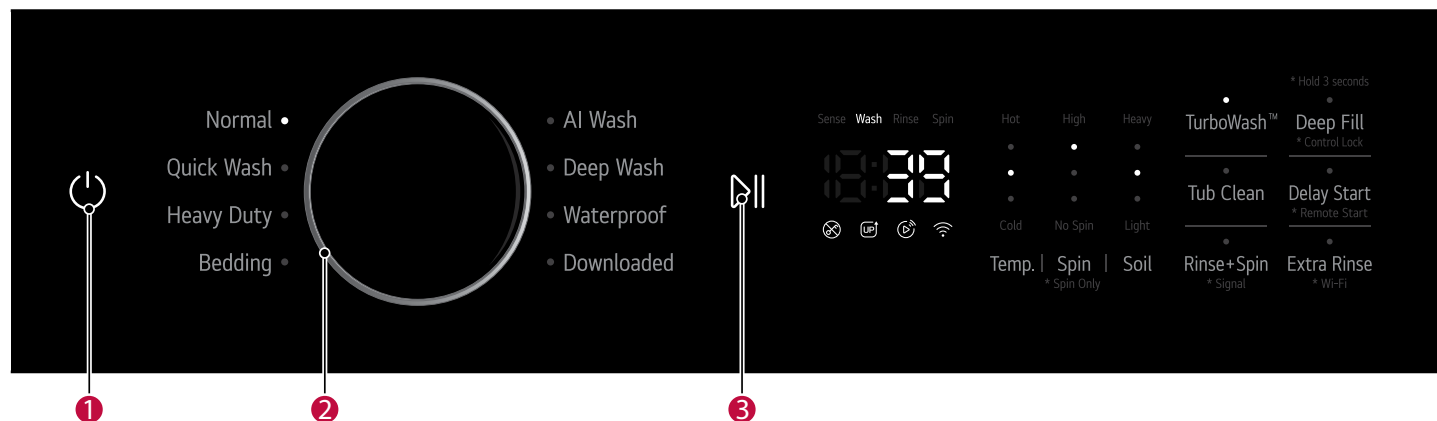 Normal
Quick Wash
Heavy Duty
Bedding
AI Wash
Deep Wash
Waterproof
Downloaded
Sense Wash Rinse Spin
39
UP
Hot
Cold
Temp.
High
No Spin
Spin
* Spin Only
Heavy
Light
Soil
TurboWash™
Tub Clean
Rinse+Spin
* Signal
* Hold 3 seconds
Deep Fill
* Control Lock
Delay Start
* Remote Start
Extra Rinse
* Wi-Fi
1
2
3